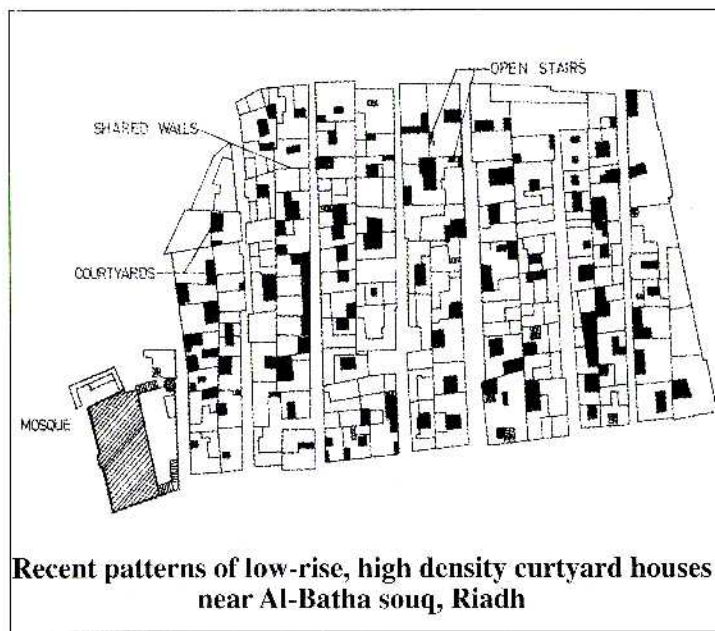 OPEN STAIRS
SHARED WALLS
COURTYARDS
MOSQUE
Recent patterns of low-rise, high density curtyard houses
near Al-Batha souq, Riadh